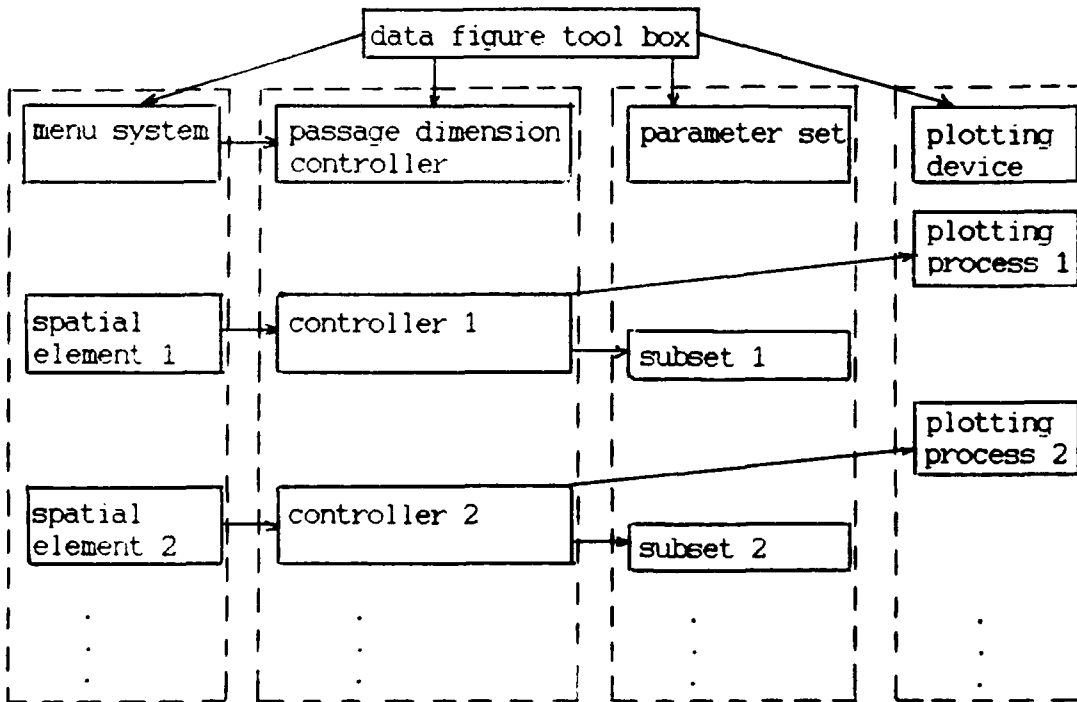 data figure tool box
menu system
passage dimension
controller
parameter set
plotting
device
plotting
process 1
spatial
element 1
controller 1
subset 1
plotting
process 2
spatial
element 2
controller 2
subset 2